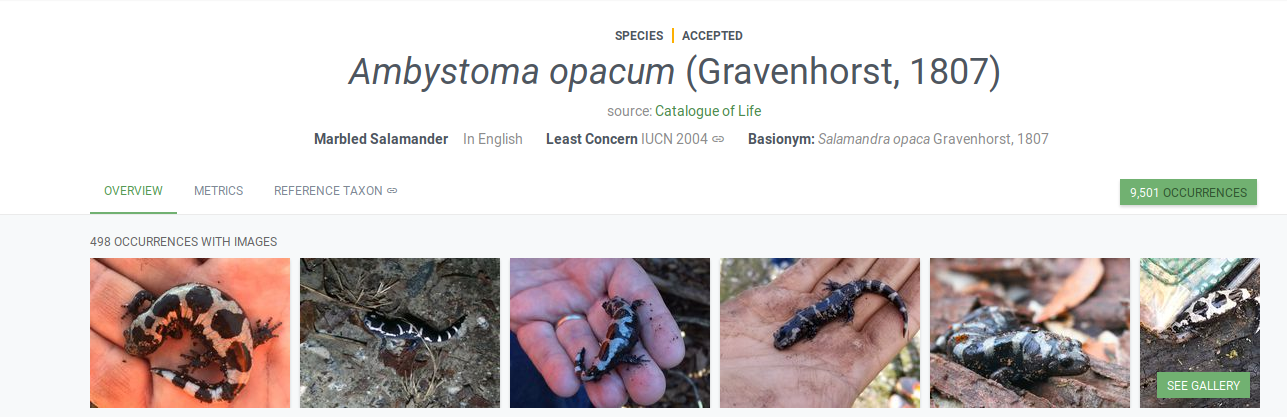 SPECIES | ACCEPTED
Ambystoma opacum (Gravenhorst, 1807)
source: Catalogue of Life
Marbled Salamander In English Least Concern IUCN 2004 Basionym: Salamandra opaca Gravenhorst, 1807
OVERVIEW METRICS REFERENCE TAXON 9,501 OCCURRENCES
498 OCCURRENCES WITH IMAGES
SEE GALLERY